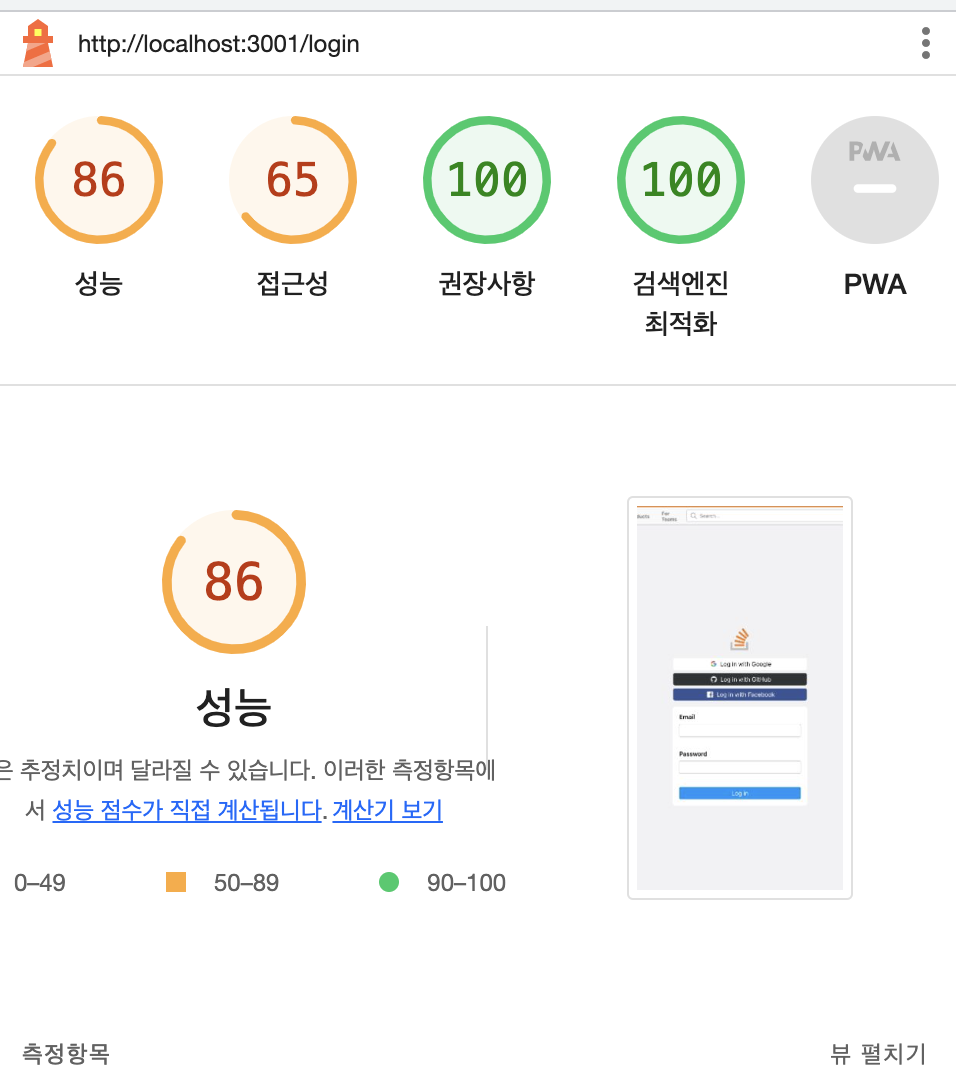 http://localhost:3001/login
86
65
100
100
PWA
성능
접근성
권장사항
검색엔진
최적화
PWA
86
성능
은 추정치이며 달라질 수 있습니다. 이러한 측정항목에
서 성능 점수가 직접 계산됩니다. 계산기 보기
0–49
50–89
90–100
ducts
For
Teams
Search...
Log in with Google
Log in with GitHub
Log in with Facebook
Email
Password
Log in
측정항목
뷰 펼치기